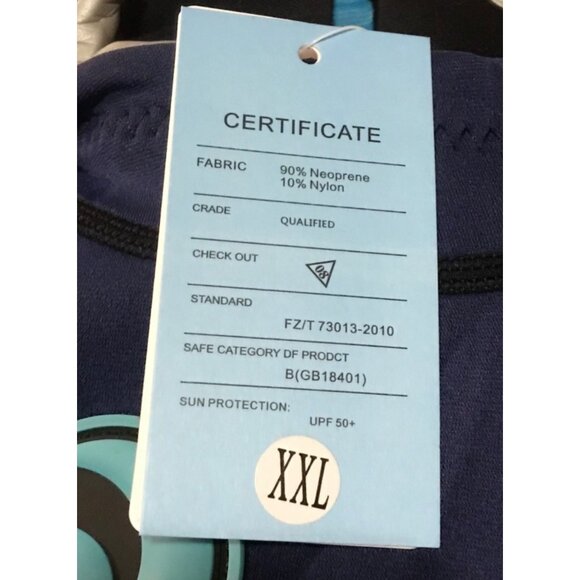 CERTIFICATE
FABRIC 90% Neoprene
10% Nylon
CRADE QUALIFIED
CHECK OUT 08
STANDARD
FZ/T 73013-2010
SAFE CATEGORY DF PRODCT
B(GB18401)
SUN PROTECTION:
UPF 50+
XXL